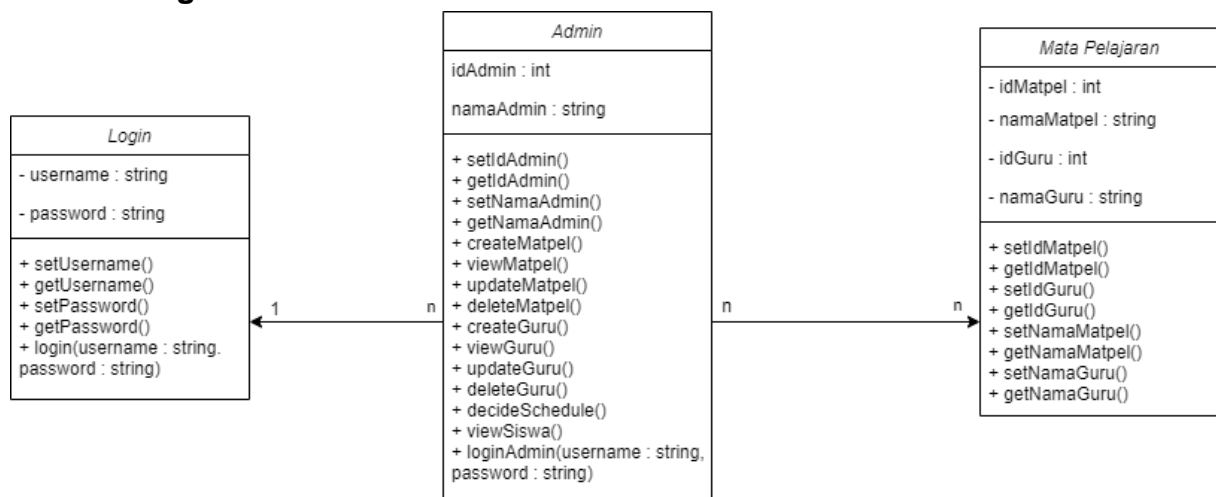 Admin
idAdmin : int
namaAdmin : string
+ setIdAdmin()
+ getIdAdmin()
+ setNamaAdmin()
+ getNamaAdmin()
+ createMatpel()
+ viewMatpel()
+ updateMatpel()
+ deleteMatpel()
+ createGuru()
+ viewGuru()
+ updateGuru()
+ deleteGuru()
+ decideSchedule()
+ viewSiswa()
+ loginAdmin(username : string,
password : string)
Login
- username : string
- password : string
+ setUsername()
+ getUsername()
+ setPassword()
+ getPassword()
+ login(username : string.
password : string)
1
n
n
n
Mata Pelajaran
- idMatpel : int
- namaMatpel : string
- idGuru : int
- namaGuru : string
+ setIdMatpel()
+ getIdMatpel()
+ setIdGuru()
+ getIdGuru()
+ setNamaMatpel()
+ getNamaMatpel()
+ setNamaGuru()
+ getNamaGuru()